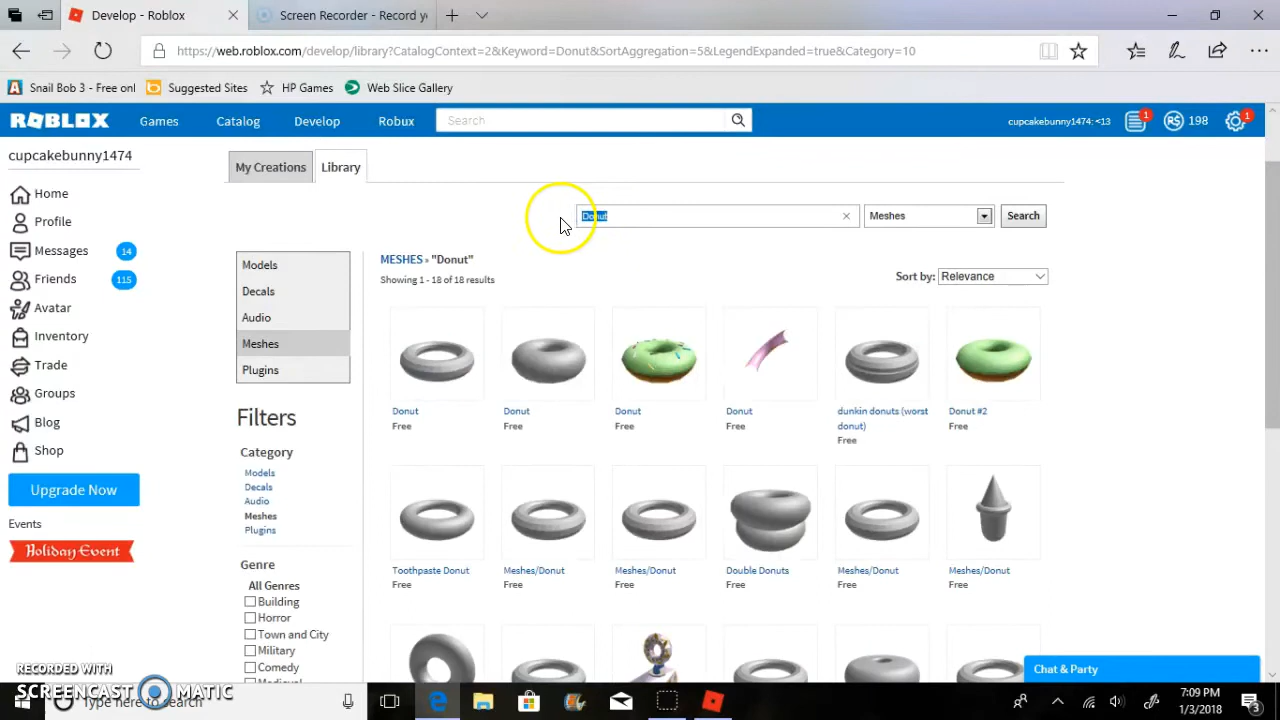 Develop - Roblox
Screen Recorder - Record yo
https://web.roblox.com/develop/library?CatalogContext=2&Keyword=Donut&SortAggregation=5&LegendExpanded=true&Category=10
Snail Bob 3 - Free onl
Suggested Sites
HP Games
Web Slice Gallery
ROBLOX
Games
Catalog
Develop
Robux
Search
cupcakebunny1474: <13
1
198
1
cupcakebunny1474
Home
Profile
Messages 14
Friends 115
Avatar
Inventory
Trade
Groups
Blog
Shop
Upgrade Now
Events
Holiday Event
My Creations
Library
Donut
Meshes
Search
Models
Decals
Audio
Meshes
Plugins
Filters
Category
Models
Decals
Audio
Meshes
Plugins
Genre
All Genres
Building
Horror
Town and City
Military
Comedy
Medieval
MESHES » "Donut"
Showing 1 - 18 of 18 results
Sort by: Relevance
Donut
Free
Donut
Free
Donut
Free
Donut
Free
dunkin donuts (worst
donut)
Free
Donut #2
Free
Toothpaste Donut
Free
Meshes/Donut
Free
Meshes/Donut
Free
Double Donuts
Free
Meshes/Donut
Free
Meshes/Donut
Free
Chat & Party
RECORDED WITH
SCREENCAST MATIC
Type here to search
7:09 PM
1/3/2018
3